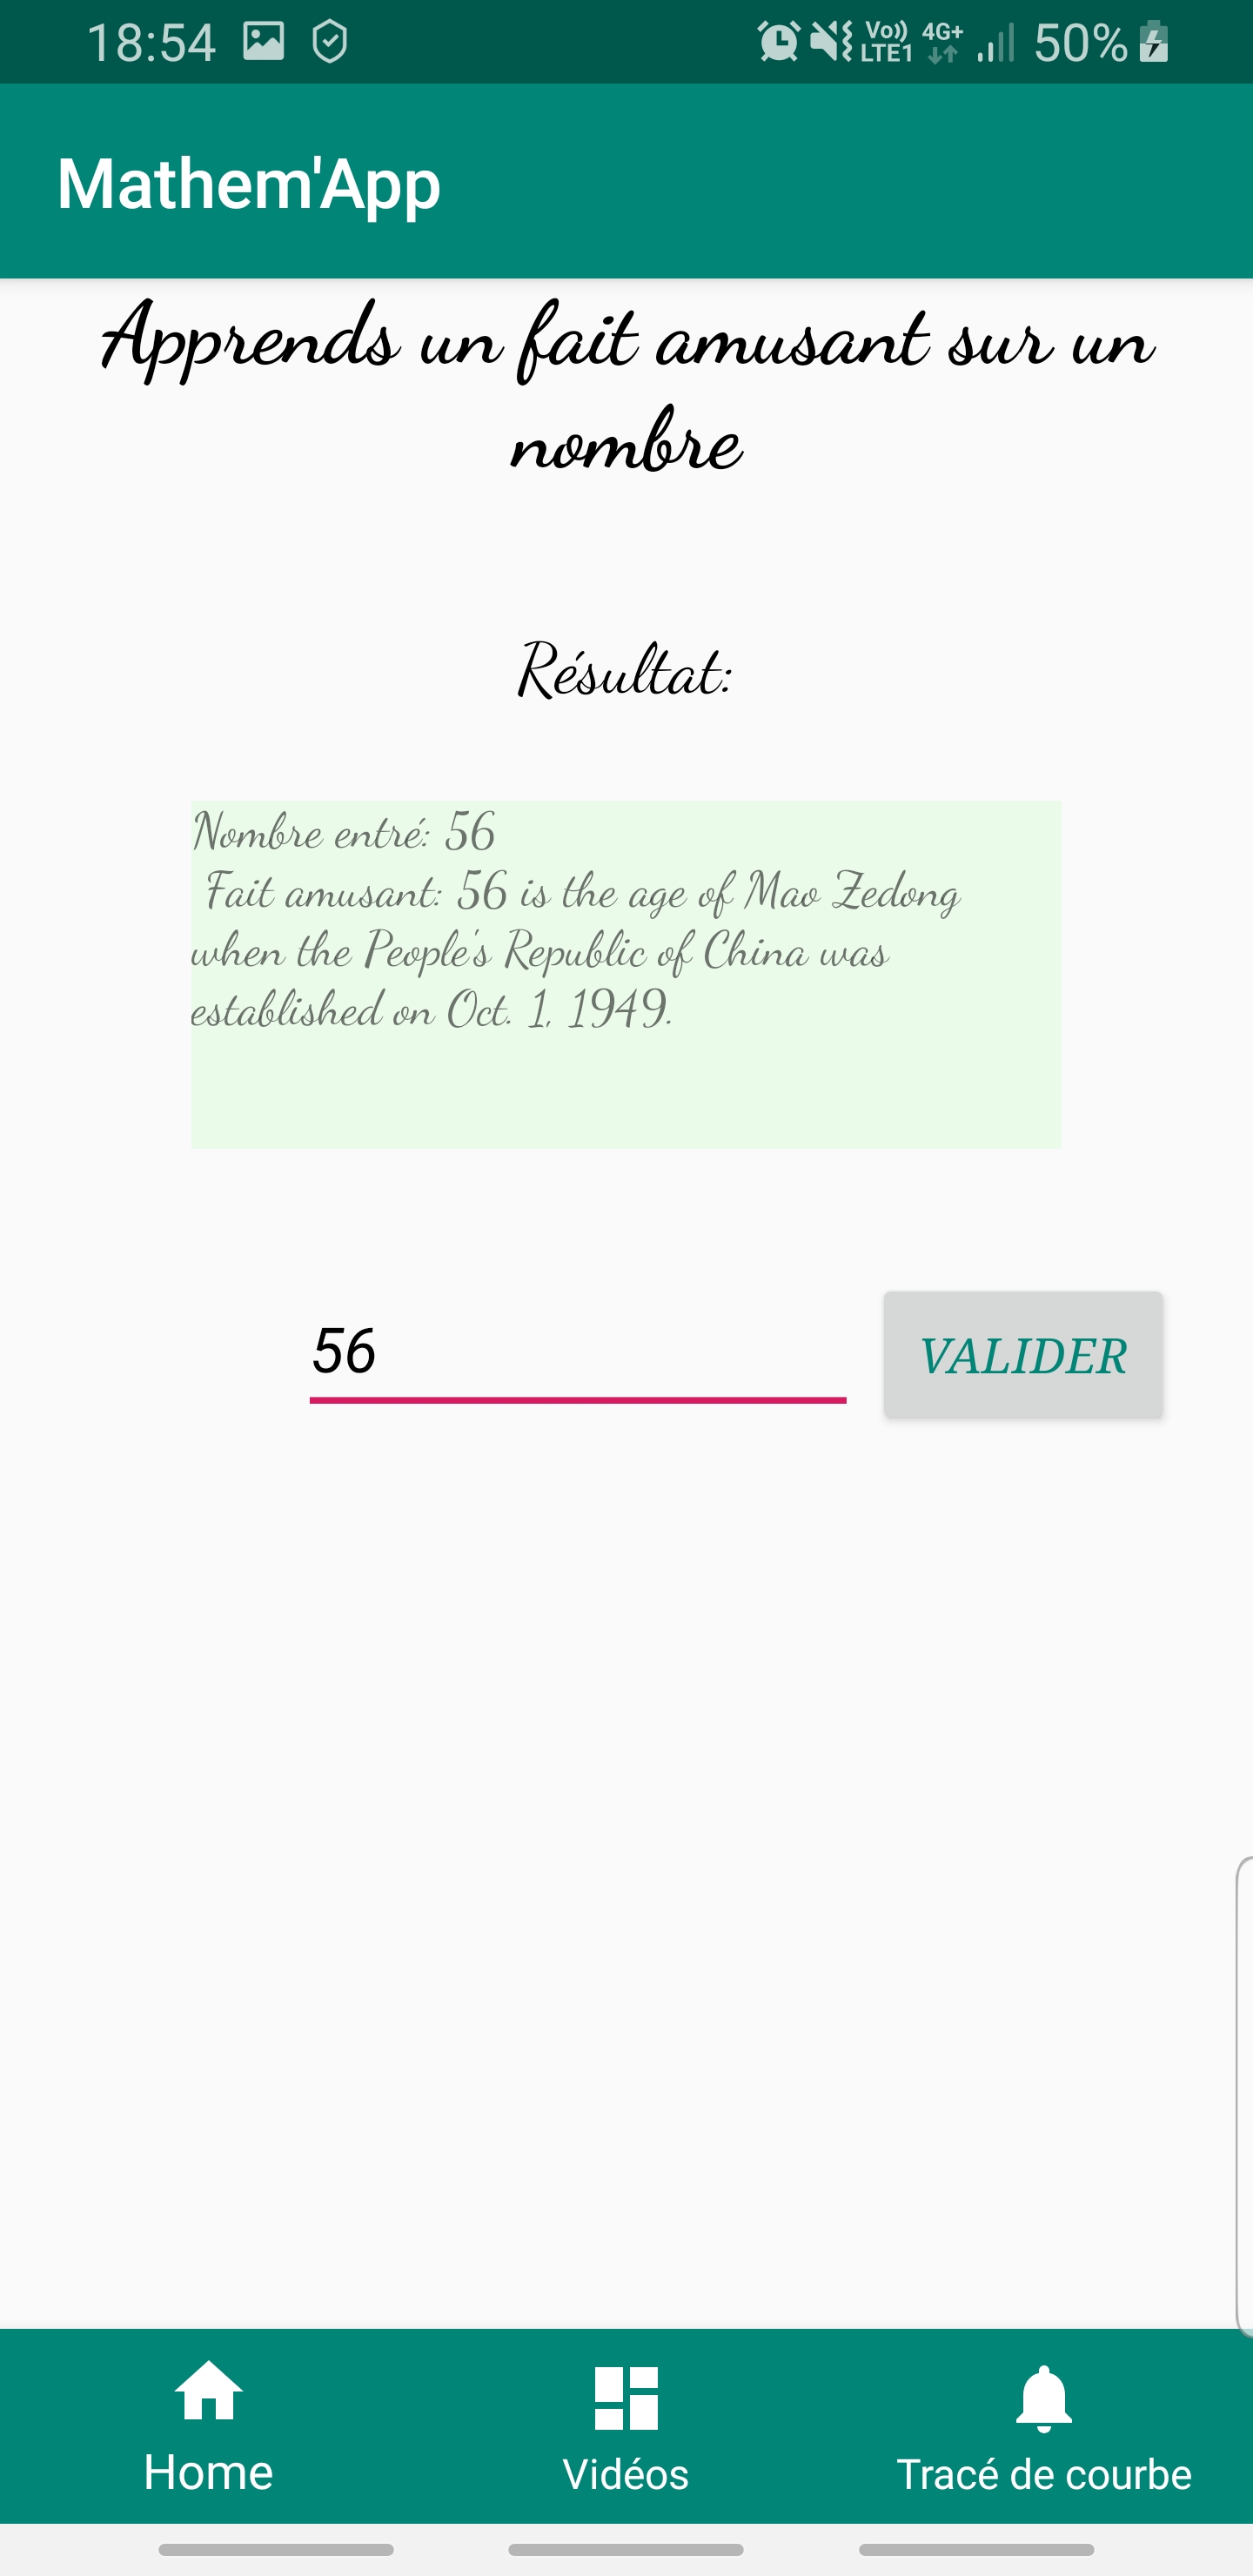 18:54 Vo)) LTE1 4G+ 50%
Mathem'App
Apprends un fait amusant sur un
nombre
Résultat:
Nombre entré: 56
Fait amusant: 56 is the age of Mao Zedong
when the People's Republic of China was
established on Oct. 1, 1949.
56 VALIDER
Home Vidéos Tracé de courbe